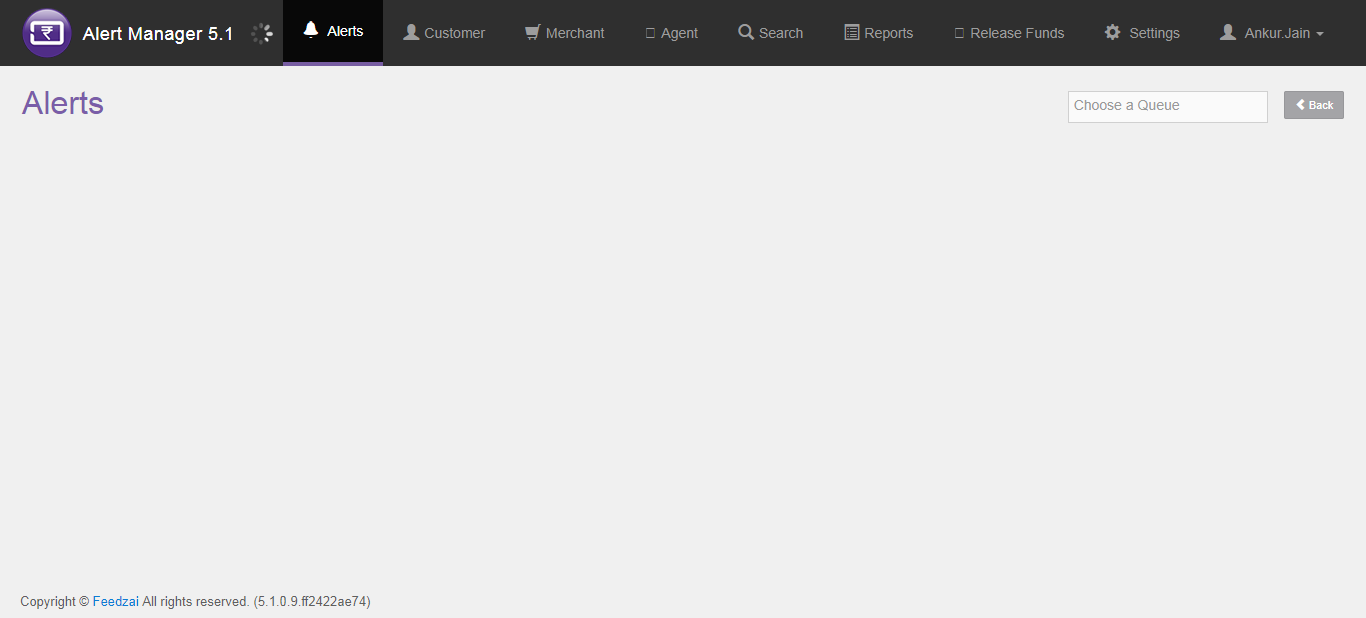 Alert Manager 5.1 Alerts Customer Merchant Agent Search Reports Release Funds Settings Ankur.Jain
Alerts
Choose a Queue
Back
Copyright © Feedzai All rights reserved. (5.1.0.9.ff2422ae74)